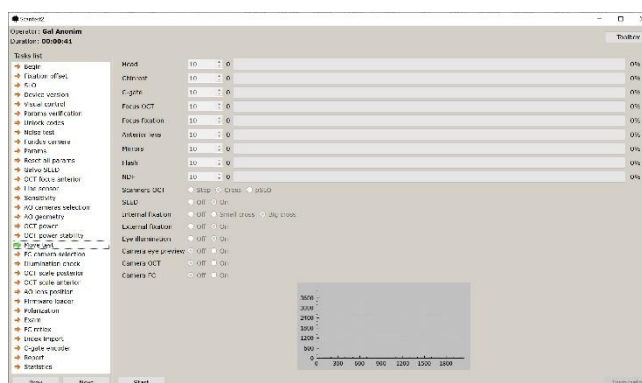 Scantest2
Operator: Gal Anonim
Duration: 00:00:41
Toolbox
Tasks list
Begin
Fixation offset
SLO
Device version
Visual control
Params verification
Unlock codes
Noise test
Fundus camera
Params
Reset all params
Galvo SLED
OCT focus anterior
Line sensor
Sensitivity
AO cameras selection
AO geometry
OCT power
OCT power stability
Move test
FC camera selection
Illumination check
OCT scale posterior
OCT scale anterior
AO lens position
Firmware loader
Polarization
Exam
FC reflex
Index import
C-gate encoder
Report
Statistics
Head 10 0 0%
Chinrest 10 0 0%
C-gate 10 0 0%
Focus OCT 10 0 0%
Focus fixation 10 0 0%
Anterior lens 10 0 0%
Mirrors 10 0 0%
Flash 10 0 0%
NDF 10 0 0%
Scanners OCT Stop Cross pSLO
SLED Off On
Internal fixation Off Small cross Big cross
External fixation Off On
Eye illumination Off On
Camera eye preview Off On
Camera OCT Off On
Camera FC Off On
3600
3000
2400
1800
1200
600
0
0 300 600 900 1200 1500 1800
Prev Next Start